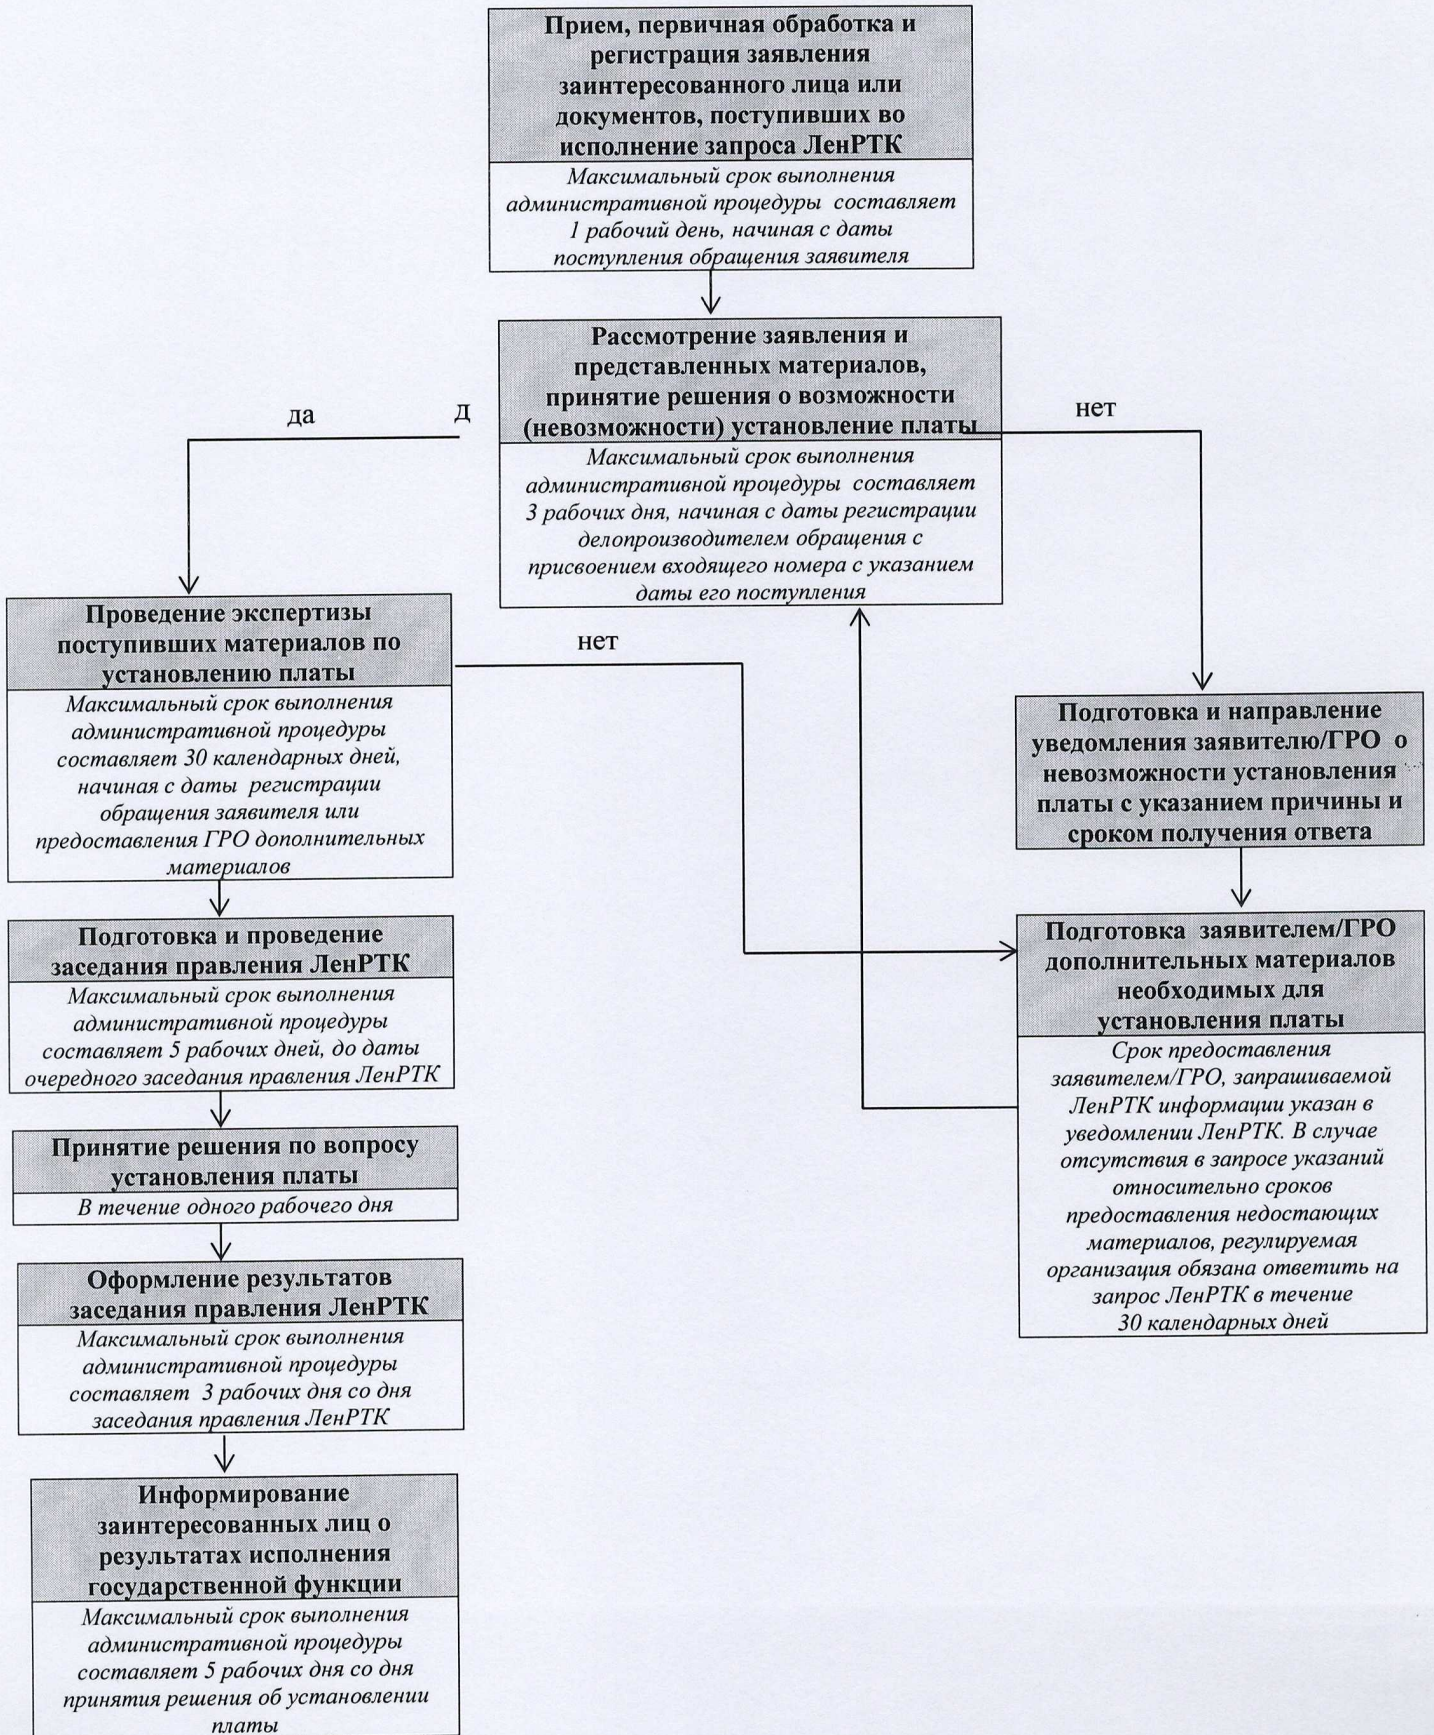 Прием, первичная обработка и
регистрация заявления
заинтересованного лица или
документов, поступивших во
исполнение запроса ЛенРТК
Максимальный срок выполнения
административной процедуры составляет
1 рабочий день, начиная с даты
поступления обращения заявителя
Рассмотрение заявления и
представленных материалов,
принятие решения о возможности
(невозможности) установление платы
Максимальный срок выполнения
административной процедуры составляет
3 рабочих дня, начиная с даты регистрации
делопроизводителем обращения с
присвоением входящего номера с указанием
даты его поступления
да
Д
нет
Проведение экспертизы
поступивших материалов по
установлению платы
Максимальный срок выполнения
административной процедуры
составляет 30 календарных дней,
начиная с даты регистрации
обращения заявителя или
предоставления ГРО дополнительных
материалов
нет
Подготовка и направление
уведомления заявителю/ГРО о
невозможности установления
платы с указанием причины и
сроком получения ответа
Подготовка заявителем/ГРО
дополнительных материалов
необходимых для
установления платы
Срок предоставления
заявителем/ГРО, запрашиваемой
ЛенРТК информации указан в
уведомлении ЛенРТК. В случае
отсутствия в запросе указаний
относительно сроков
предоставления недостающих
материалов, регулируемая
организация обязана ответить на
запрос ЛенРТК в течение
30 календарных дней
Подготовка и проведение
заседания правления ЛенРТК
Максимальный срок выполнения
административной процедуры
составляет 5 рабочих дней, до даты
очередного заседания правления ЛенРТК
Принятие решения по вопросу
установления платы
В течение одного рабочего дня
Оформление результатов
заседания правления ЛенРТК
Максимальный срок выполнения
административной процедуры
составляет 3 рабочих дня со дня
заседания правления ЛенРТК
Информирование
заинтересованных лиц о
результатах исполнения
государственной функции
Максимальный срок выполнения
административной процедуры
составляет 5 рабочих дня со дня
принятия решения об установлении
платы